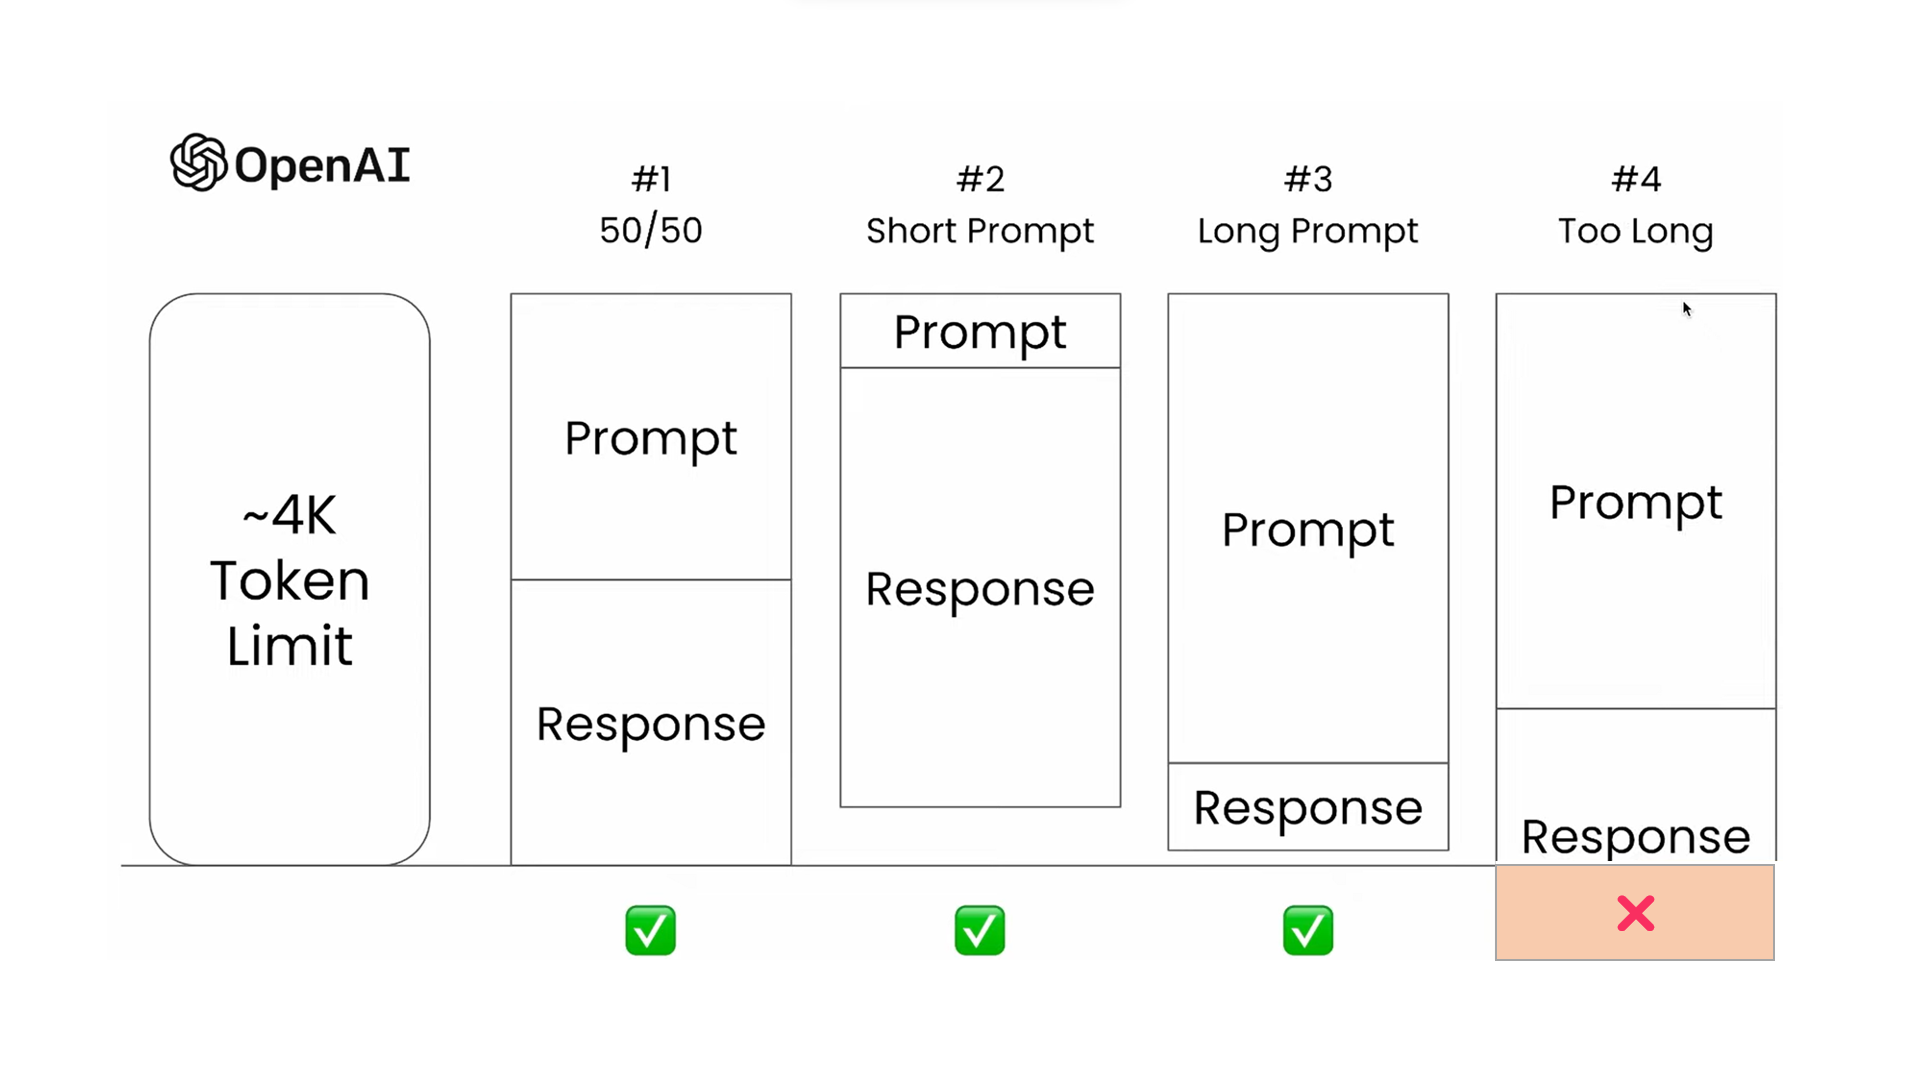 OpenAI
#1
50/50
#2
Short Prompt
#3
Long Prompt
#4
Too Long
~4K
Token
Limit
Prompt
Response
Prompt
Response
Prompt
Response
Prompt
Response